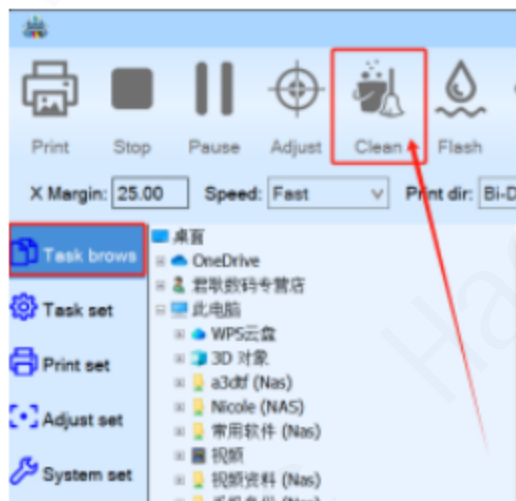 Print Stop Pause Adjust Clean Flash
X Margin: 25.00 Speed: Fast Print dir: Bi-D
Task brows
Task set
Print set
Adjust set
System set
桌面
OneDrive
君耿数码专营店
此电脑
WPS云盘
3D 对象
a3dtf (Nas)
Nicole (NAS)
常用软件 (Nas)
视频
视频资料 (Nas)